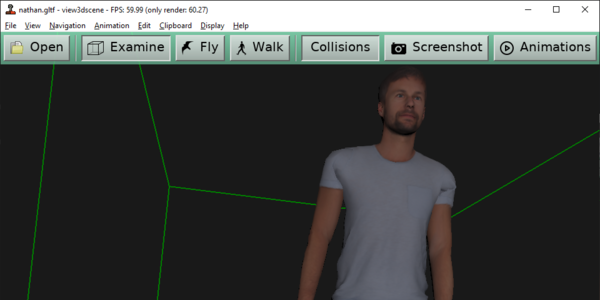 nathan.gltf - view3dscene - FPS: 59.99 (only render: 60.27)
File View Navigation Animation Edit Clipboard Display Help
Open Examine Fly Walk Collisions Screenshot Animations